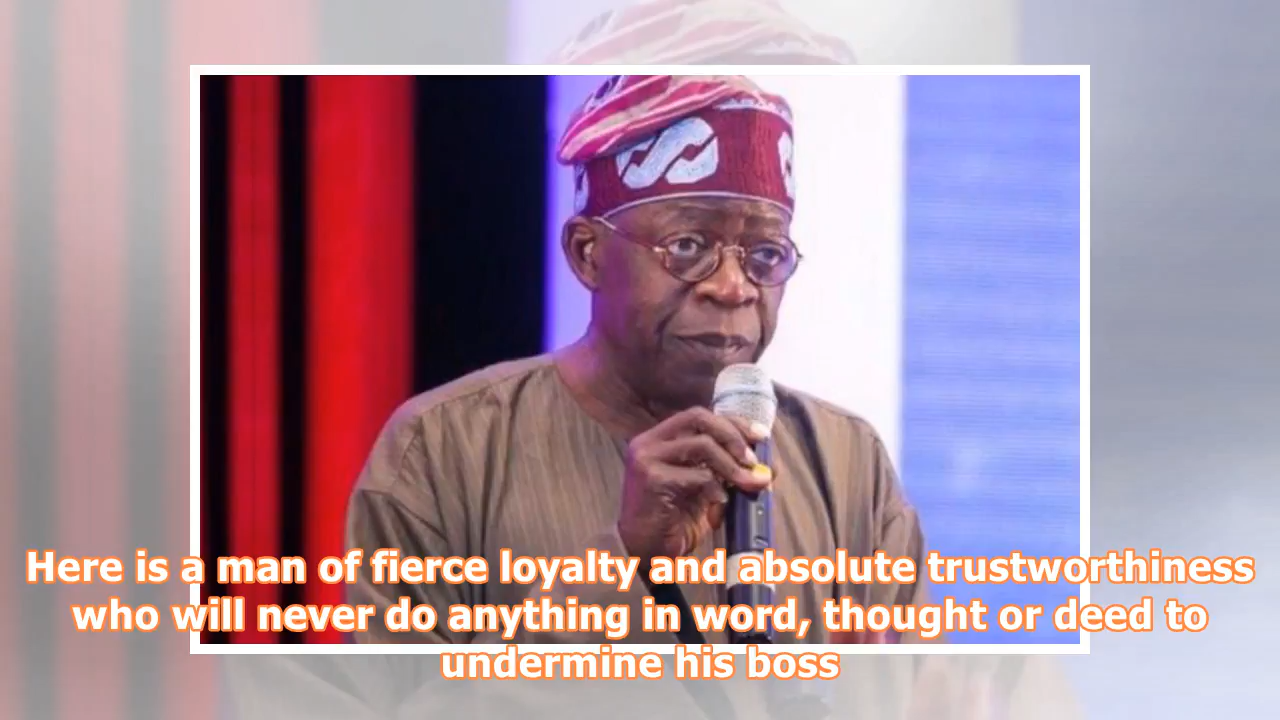 Here is a man of fierce loyalty and absolute trustworthiness
who will never do anything in word, thought or deed to
undermine his boss